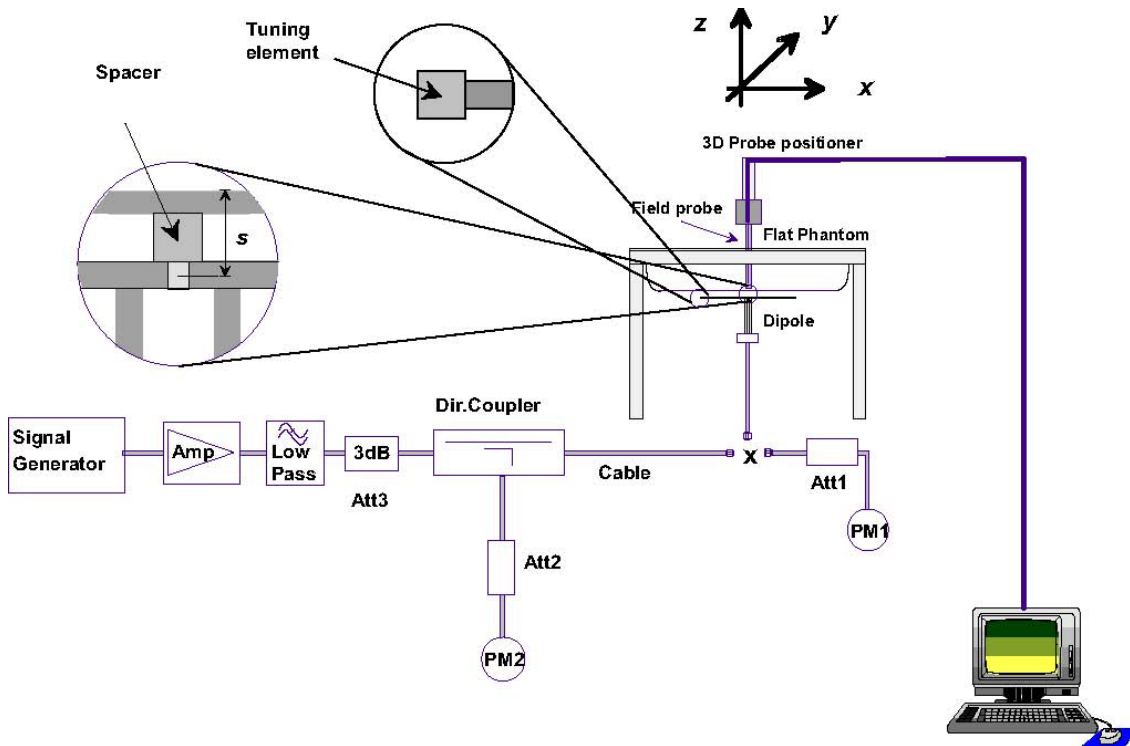 Tuning
element
Spacer
s
z
y
x
3D Probe positioner
Field probe
Flat Phantom
Dipole
Dir.Coupler
Signal
Generator
Amp
Low
Pass
3dB
Att3
Cable
x
Att1
PM1
Att2
PM2